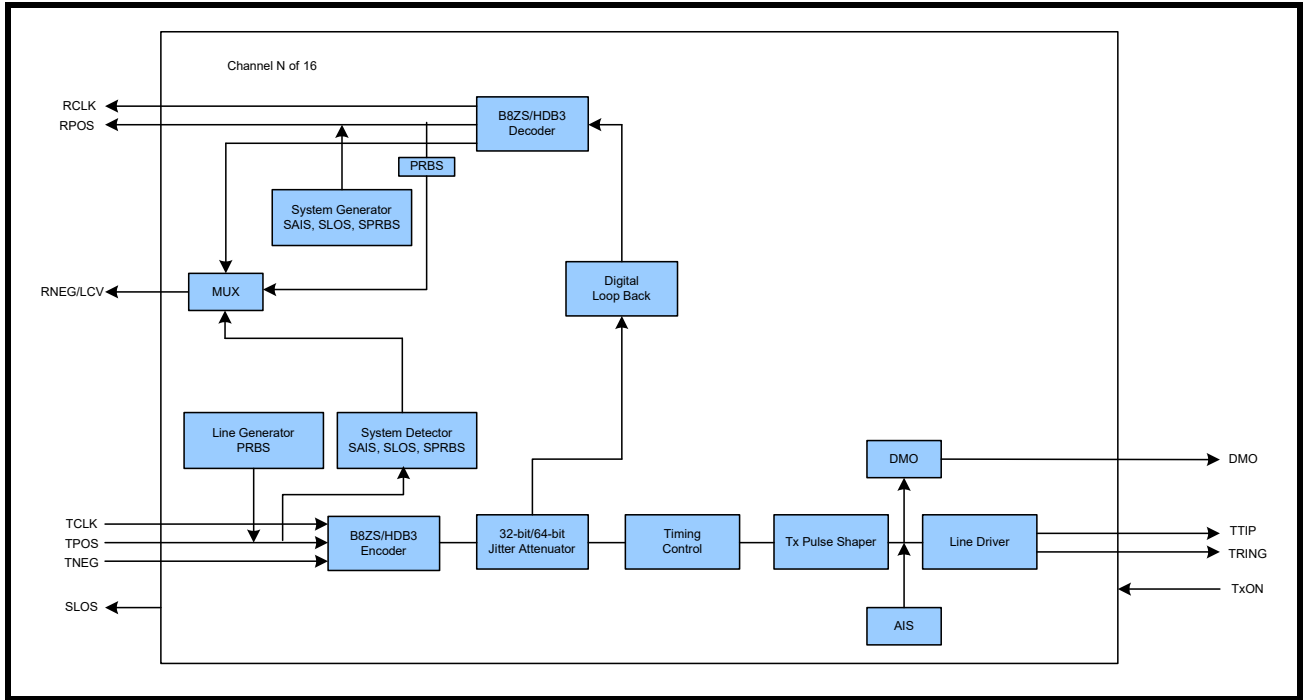 Channel N of 16
RCLK
RPOS
B8ZS/HDB3
Decoder
PRBS
System Generator
SAIS, SLOS, SPRBS
RNEG/LCV
MUX
Digital
Loop Back
Line Generator
PRBS
System Detector
SAIS, SLOS, SPRBS
DMO
DMO
TCLK
TPOS
TNEG
B8ZS/HDB3
Encoder
32-bit/64-bit
Jitter Attenuator
Timing
Control
Tx Pulse Shaper
Line Driver
TTIP
TRING
TxON
SLOS
AIS